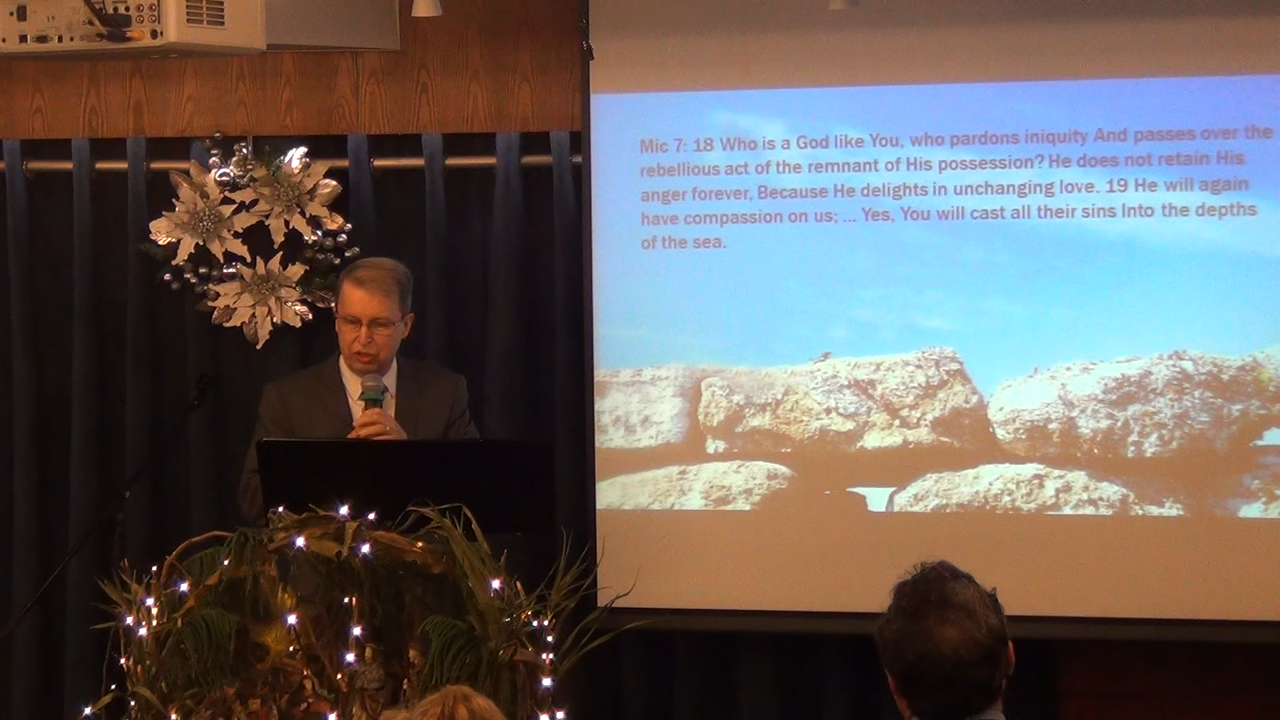 Mic 7: 18 Who is a God like You, who pardons iniquity And passes over the
rebellious act of the remnant of His possession? He does not retain His
anger forever, Because He delights in unchanging love. 19 He will again
have compassion on us; ... Yes, You will cast all their sins Into the depths
of the sea.